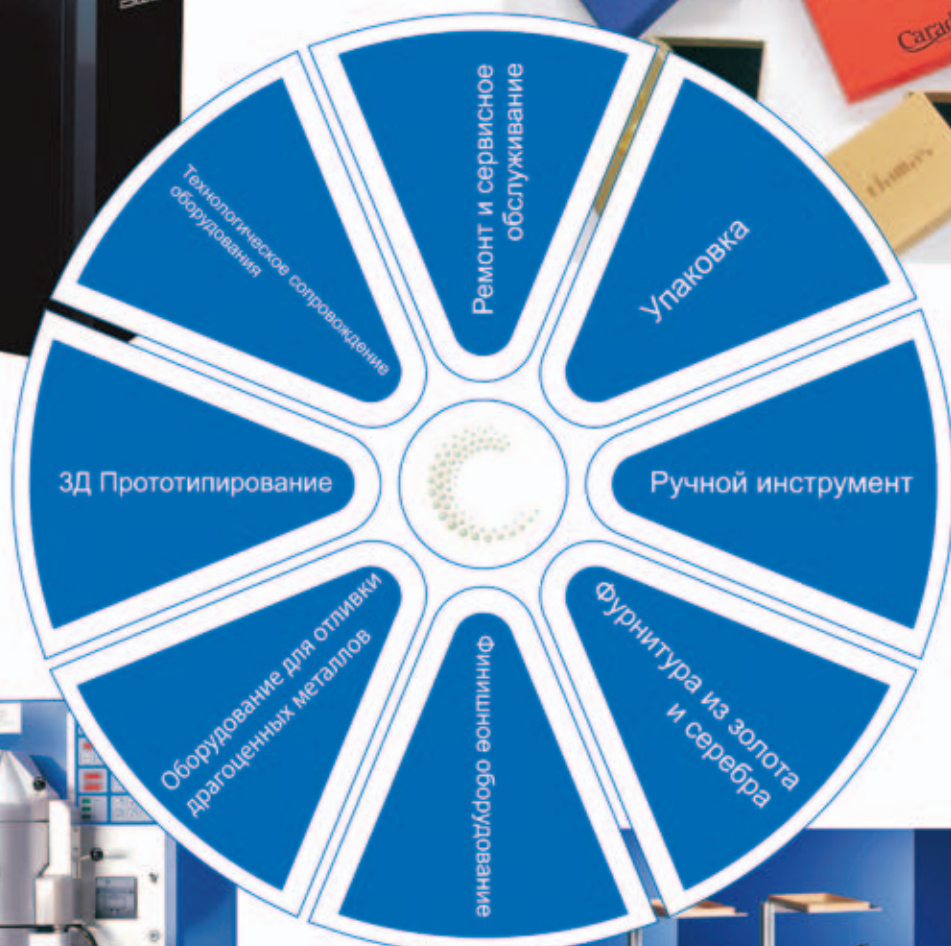 Ремонт и сервисное
обслуживание
Упаковка
Ручной инструмент
Фурнитура из золота
и серебра
Финишное оборудование
Оборудование для отливки
драгоценных металлов
3Д Прототипирование
Технологическое сопровождение
оборудования